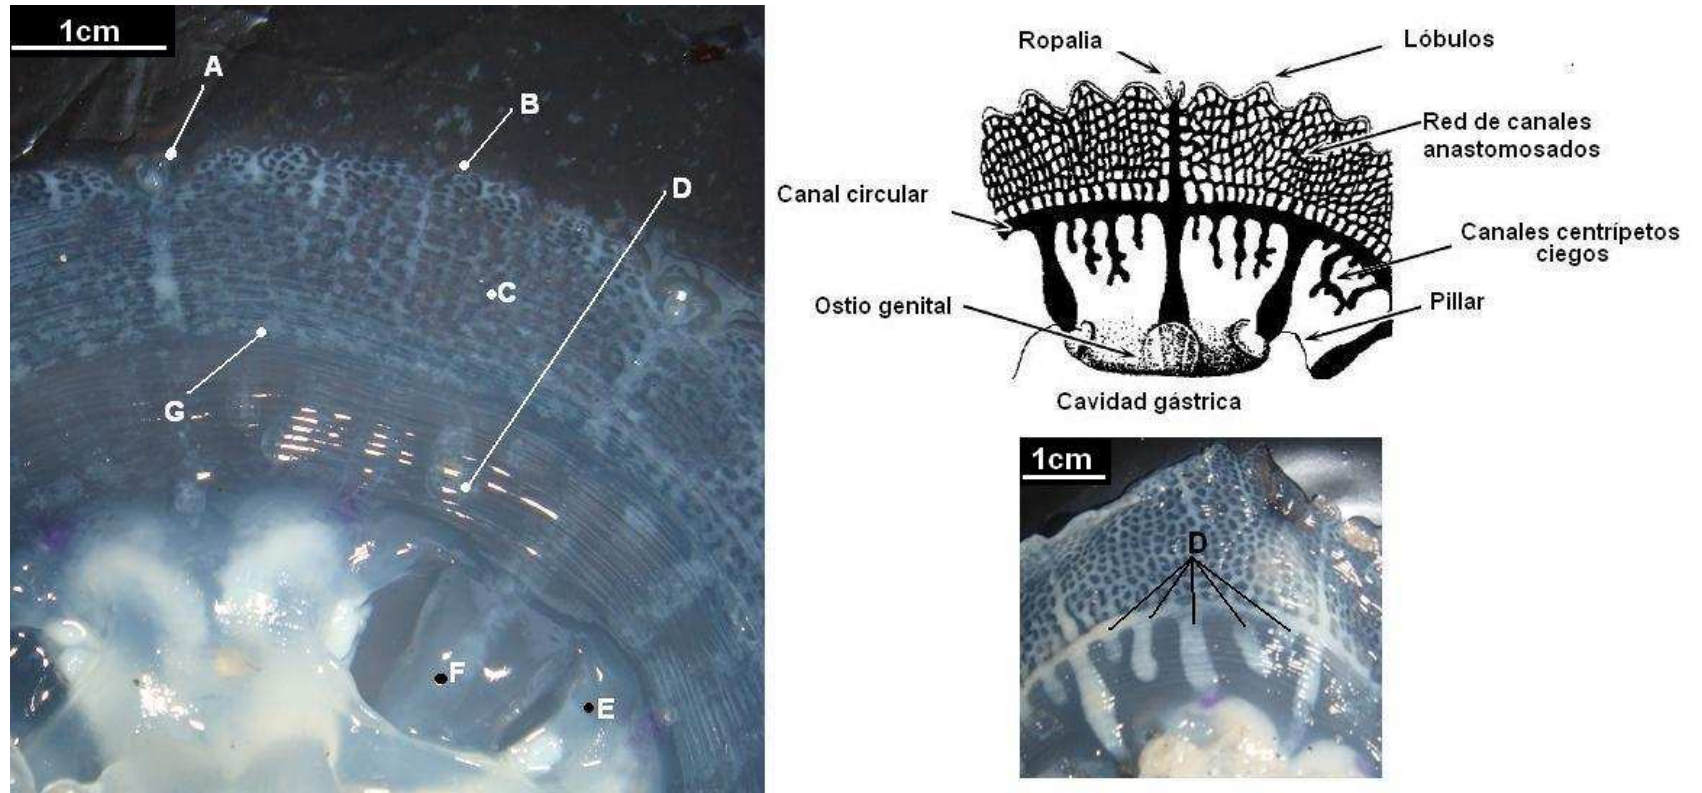 1cm
A
B
D
C
G
F
E
Ropalia
Lóbulos
Red de canales
anastomosados
Canal circular
Canales centrípetos
ciegos
Ostio genital
Pillar
Cavidad gástrica
1cm
D